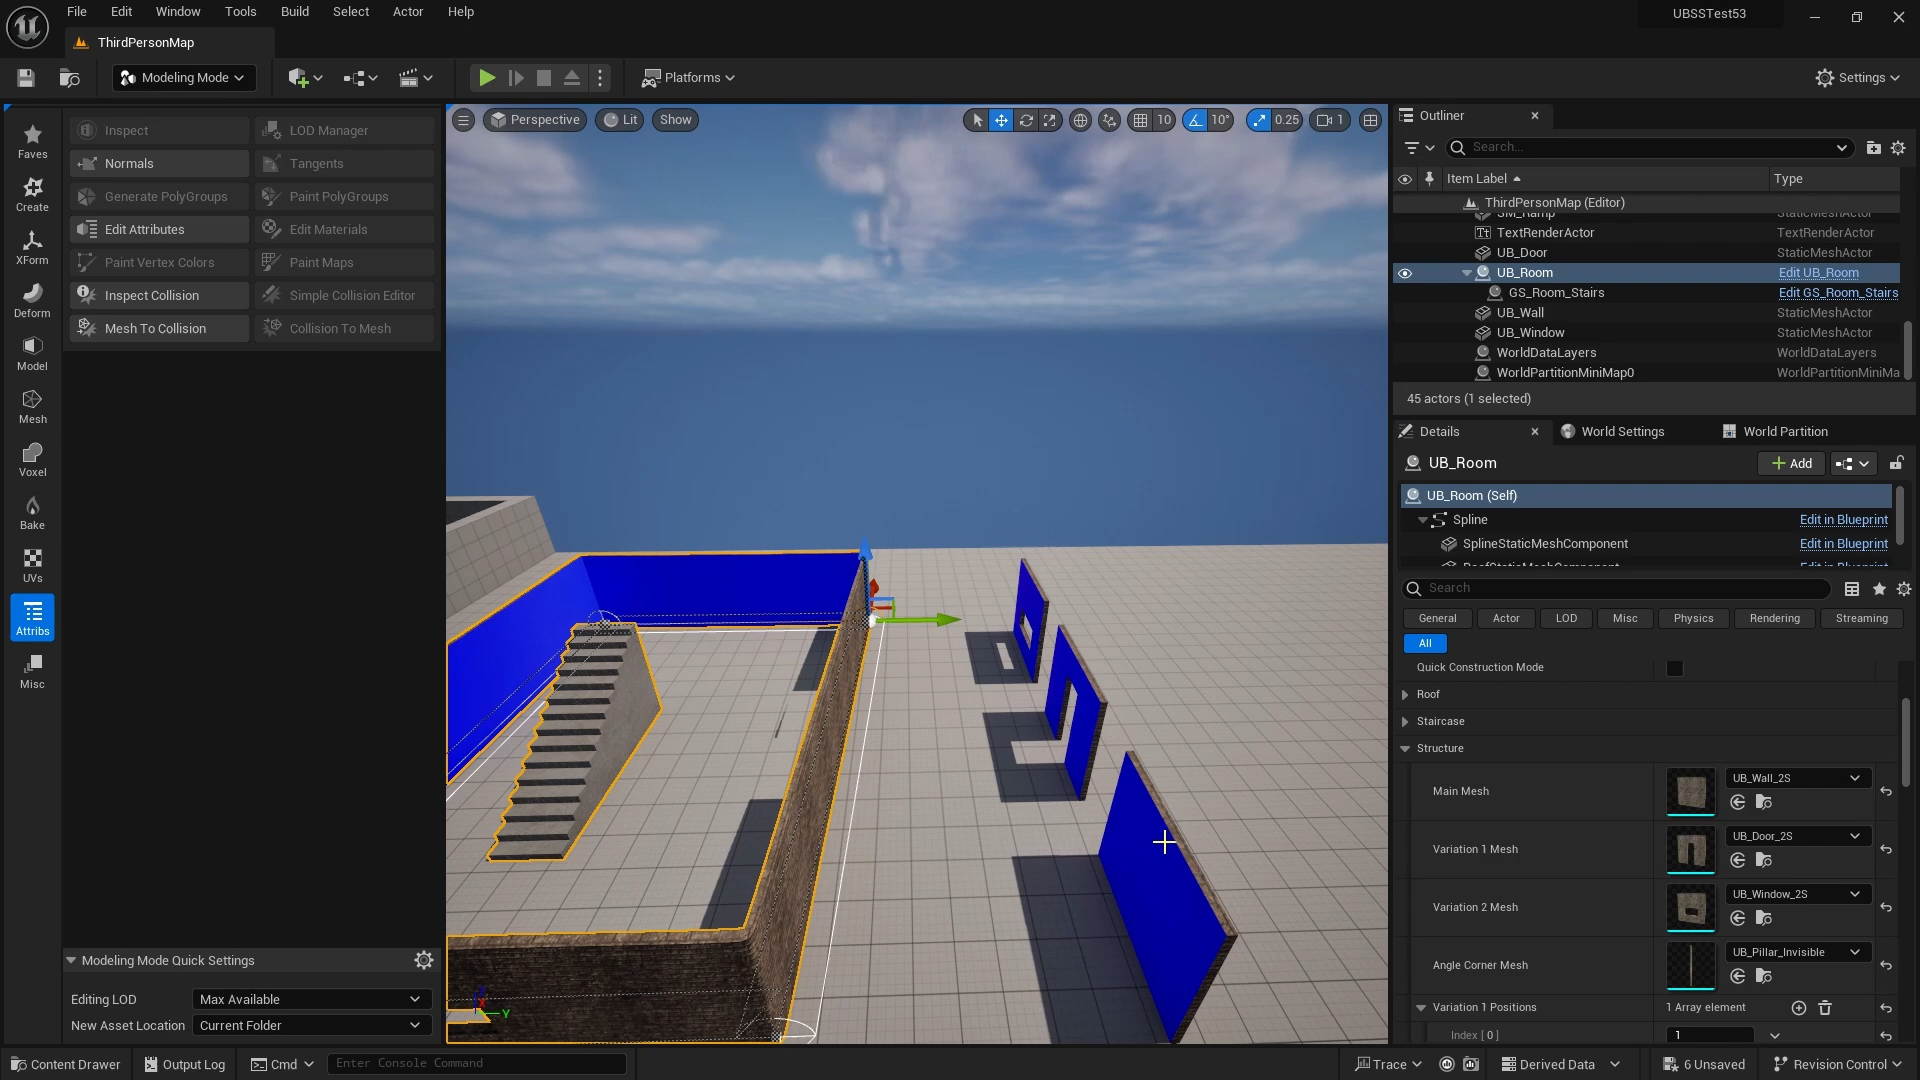 File Edit Window Tools Build Select Actor Help
UBSSTest53
ThirdPersonMap
Modeling Mode
Platforms
Settings
Faves
Create
XForm
Deform
Model
Mesh
Voxel
Bake
UVs
Attribs
Misc
Inspect LOD Manager
Normals Tangents
Generate PolyGroups Paint PolyGroups
Edit Attributes Edit Materials
Paint Vertex Colors Paint Maps
Inspect Collision Simple Collision Editor
Mesh To Collision Collision To Mesh
Modeling Mode Quick Settings
Editing LOD Max Available
New Asset Location Current Folder
Perspective Lit Show 10 10° 0.25 1
X
Y
Outliner
Search...
Item Label Type
ThirdPersonMap (Editor)
SM_Ramp StaticMeshActor
TextRenderActor TextRenderActor
UB_Door StaticMeshActor
UB_Room Edit UB_Room
GS_Room_Stairs Edit GS_Room_Stairs
UB_Wall StaticMeshActor
UB_Window StaticMeshActor
WorldDataLayers WorldDataLayers
WorldPartitionMiniMap0 WorldPartitionMiniMa
45 actors (1 selected)
Details World Settings World Partition
UB_Room Add
UB_Room (Self)
Spline Edit in Blueprint
SplineStaticMeshComponent Edit in Blueprint
RoofStaticMeshComponent Edit in Blueprint
Search
General Actor LOD Misc Physics Rendering Streaming
All
Quick Construction Mode
Roof
Staircase
Structure
Main Mesh UB_Wall_2S
Variation 1 Mesh UB_Door_2S
Variation 2 Mesh UB_Window_2S
Angle Corner Mesh UB_Pillar_Invisible
Variation 1 Positions 1 Array element
Index [ 0 ] 1
Content Drawer Output Log Cmd Enter Console Command
Trace Derived Data 6 Unsaved Revision Control